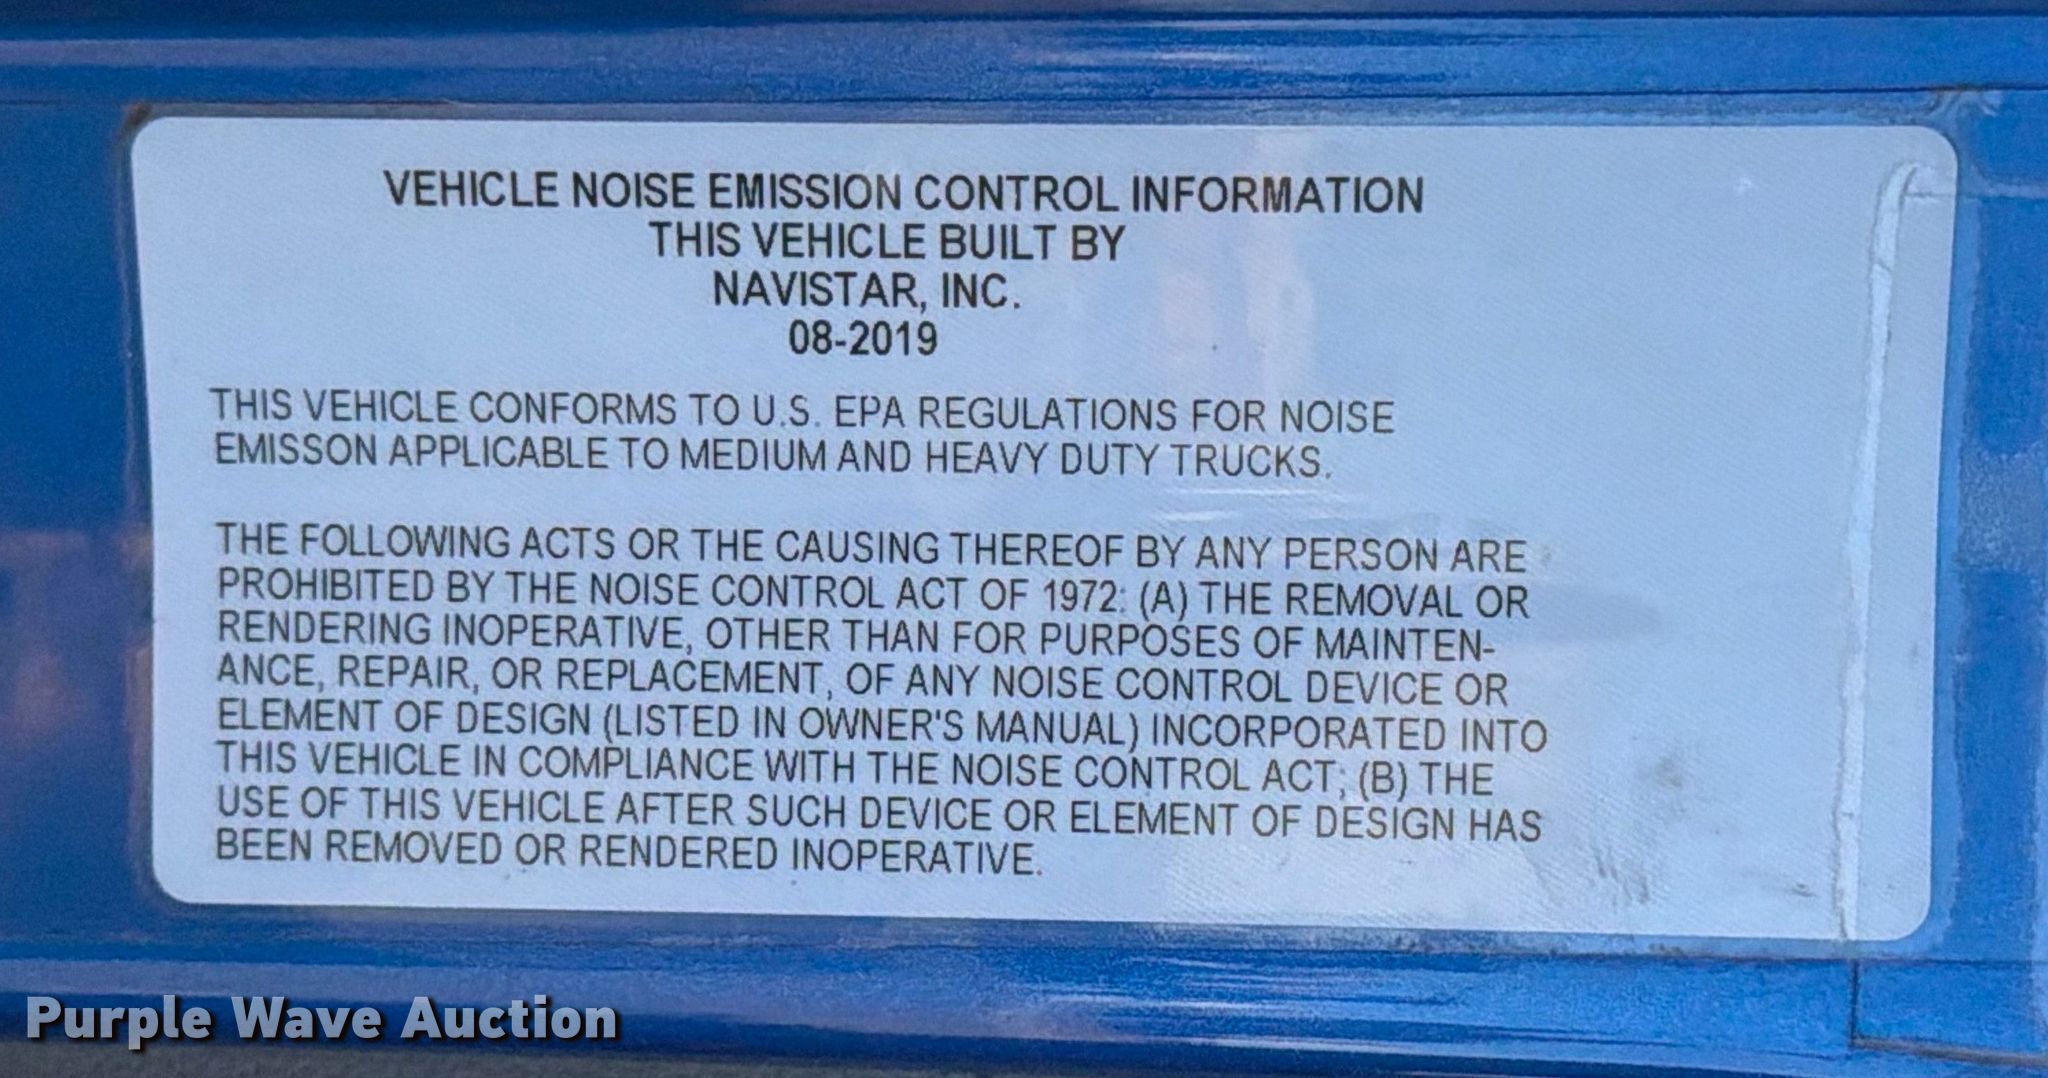 VEHICLE NOISE EMISSION CONTROL INFORMATION
THIS VEHICLE BUILT BY
NAVISTAR, INC.
08-2019
THIS VEHICLE CONFORMS TO U.S. EPA REGULATIONS FOR NOISE
EMISSON APPLICABLE TO MEDIUM AND HEAVY DUTY TRUCKS.
THE FOLLOWING ACTS OR THE CAUSING THEREOF BY ANY PERSON ARE
PROHIBITED BY THE NOISE CONTROL ACT OF 1972: (A) THE REMOVAL OR
RENDERING INOPERATIVE, OTHER THAN FOR PURPOSES OF MAINTEN-
ANCE, REPAIR, OR REPLACEMENT, OF ANY NOISE CONTROL DEVICE OR
ELEMENT OF DESIGN (LISTED IN OWNER'S MANUAL) INCORPORATED INTO
THIS VEHICLE IN COMPLIANCE WITH THE NOISE CONTROL ACT; (B) THE
USE OF THIS VEHICLE AFTER SUCH DEVICE OR ELEMENT OF DESIGN HAS
BEEN REMOVED OR RENDERED INOPERATIVE.
Purple Wave Auction